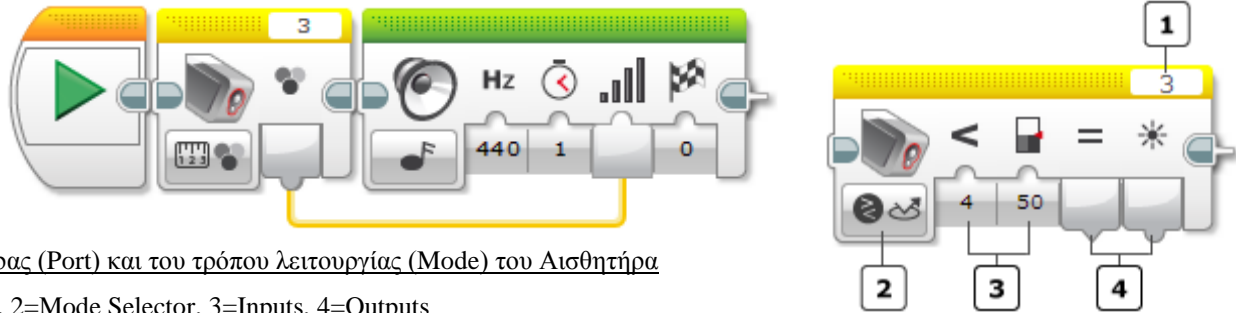 3
Hz
440 1 0
1
3
< =
4 50
2 3 4
(Port) και του τρόπου λειτουργίας (Mode) του Αισθητήρα
2=Mode Selector, 3=Inputs, 4=Outputs